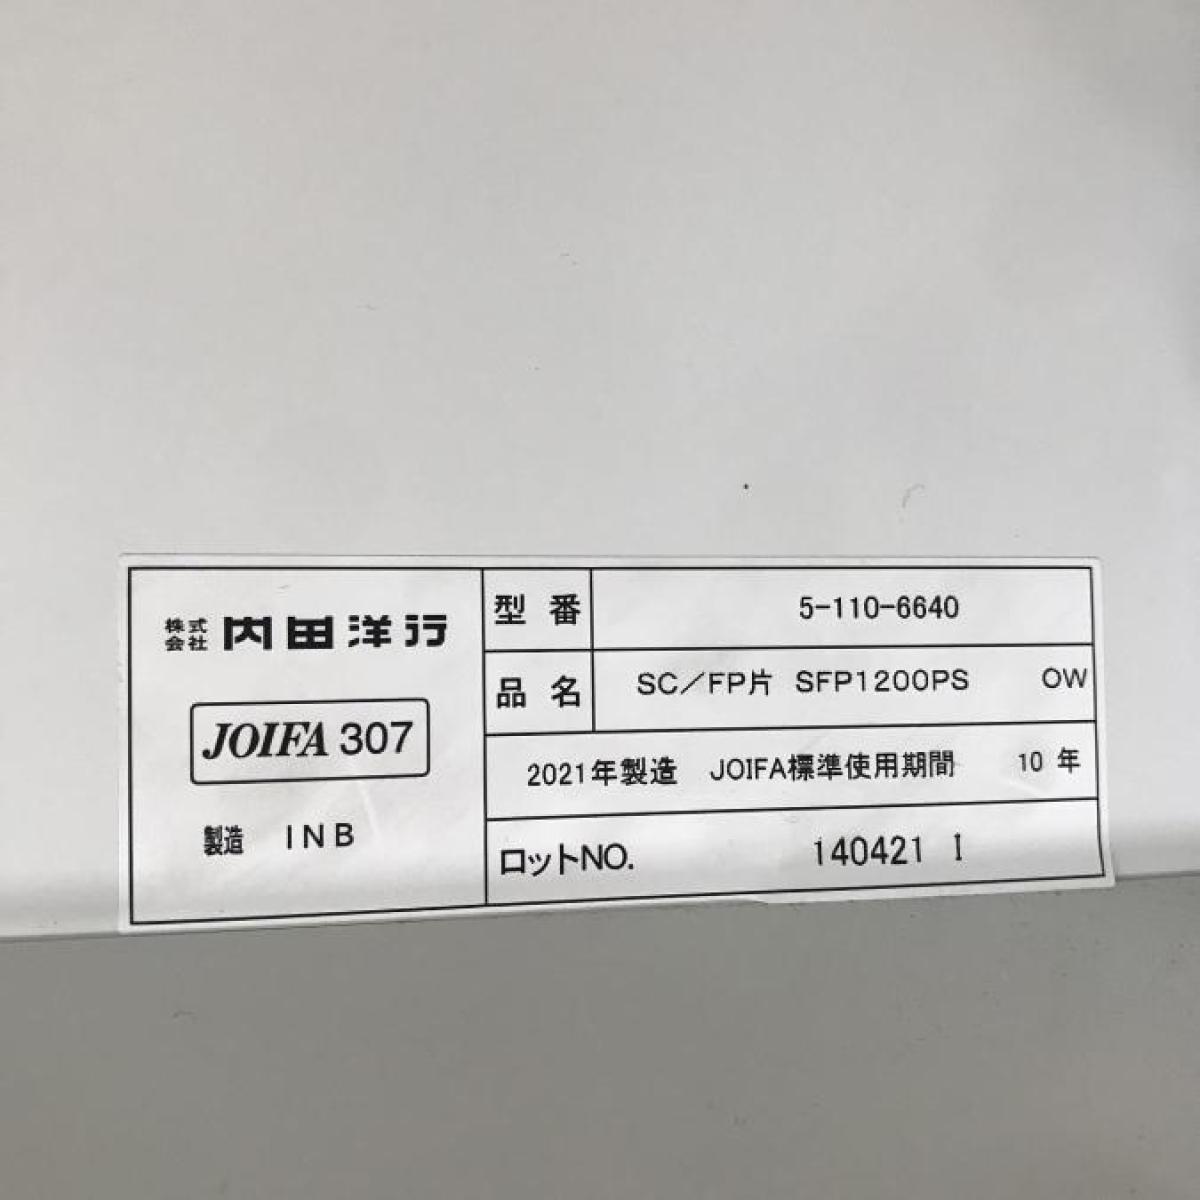 株式会社 内田洋行
JOIFA 307
製造 INB
型番 5-110-6640
品名 SC/FP片 SFP1200PS OW
2021年製造 JOIFA標準使用期間 10年
ロットNO. 140421 I